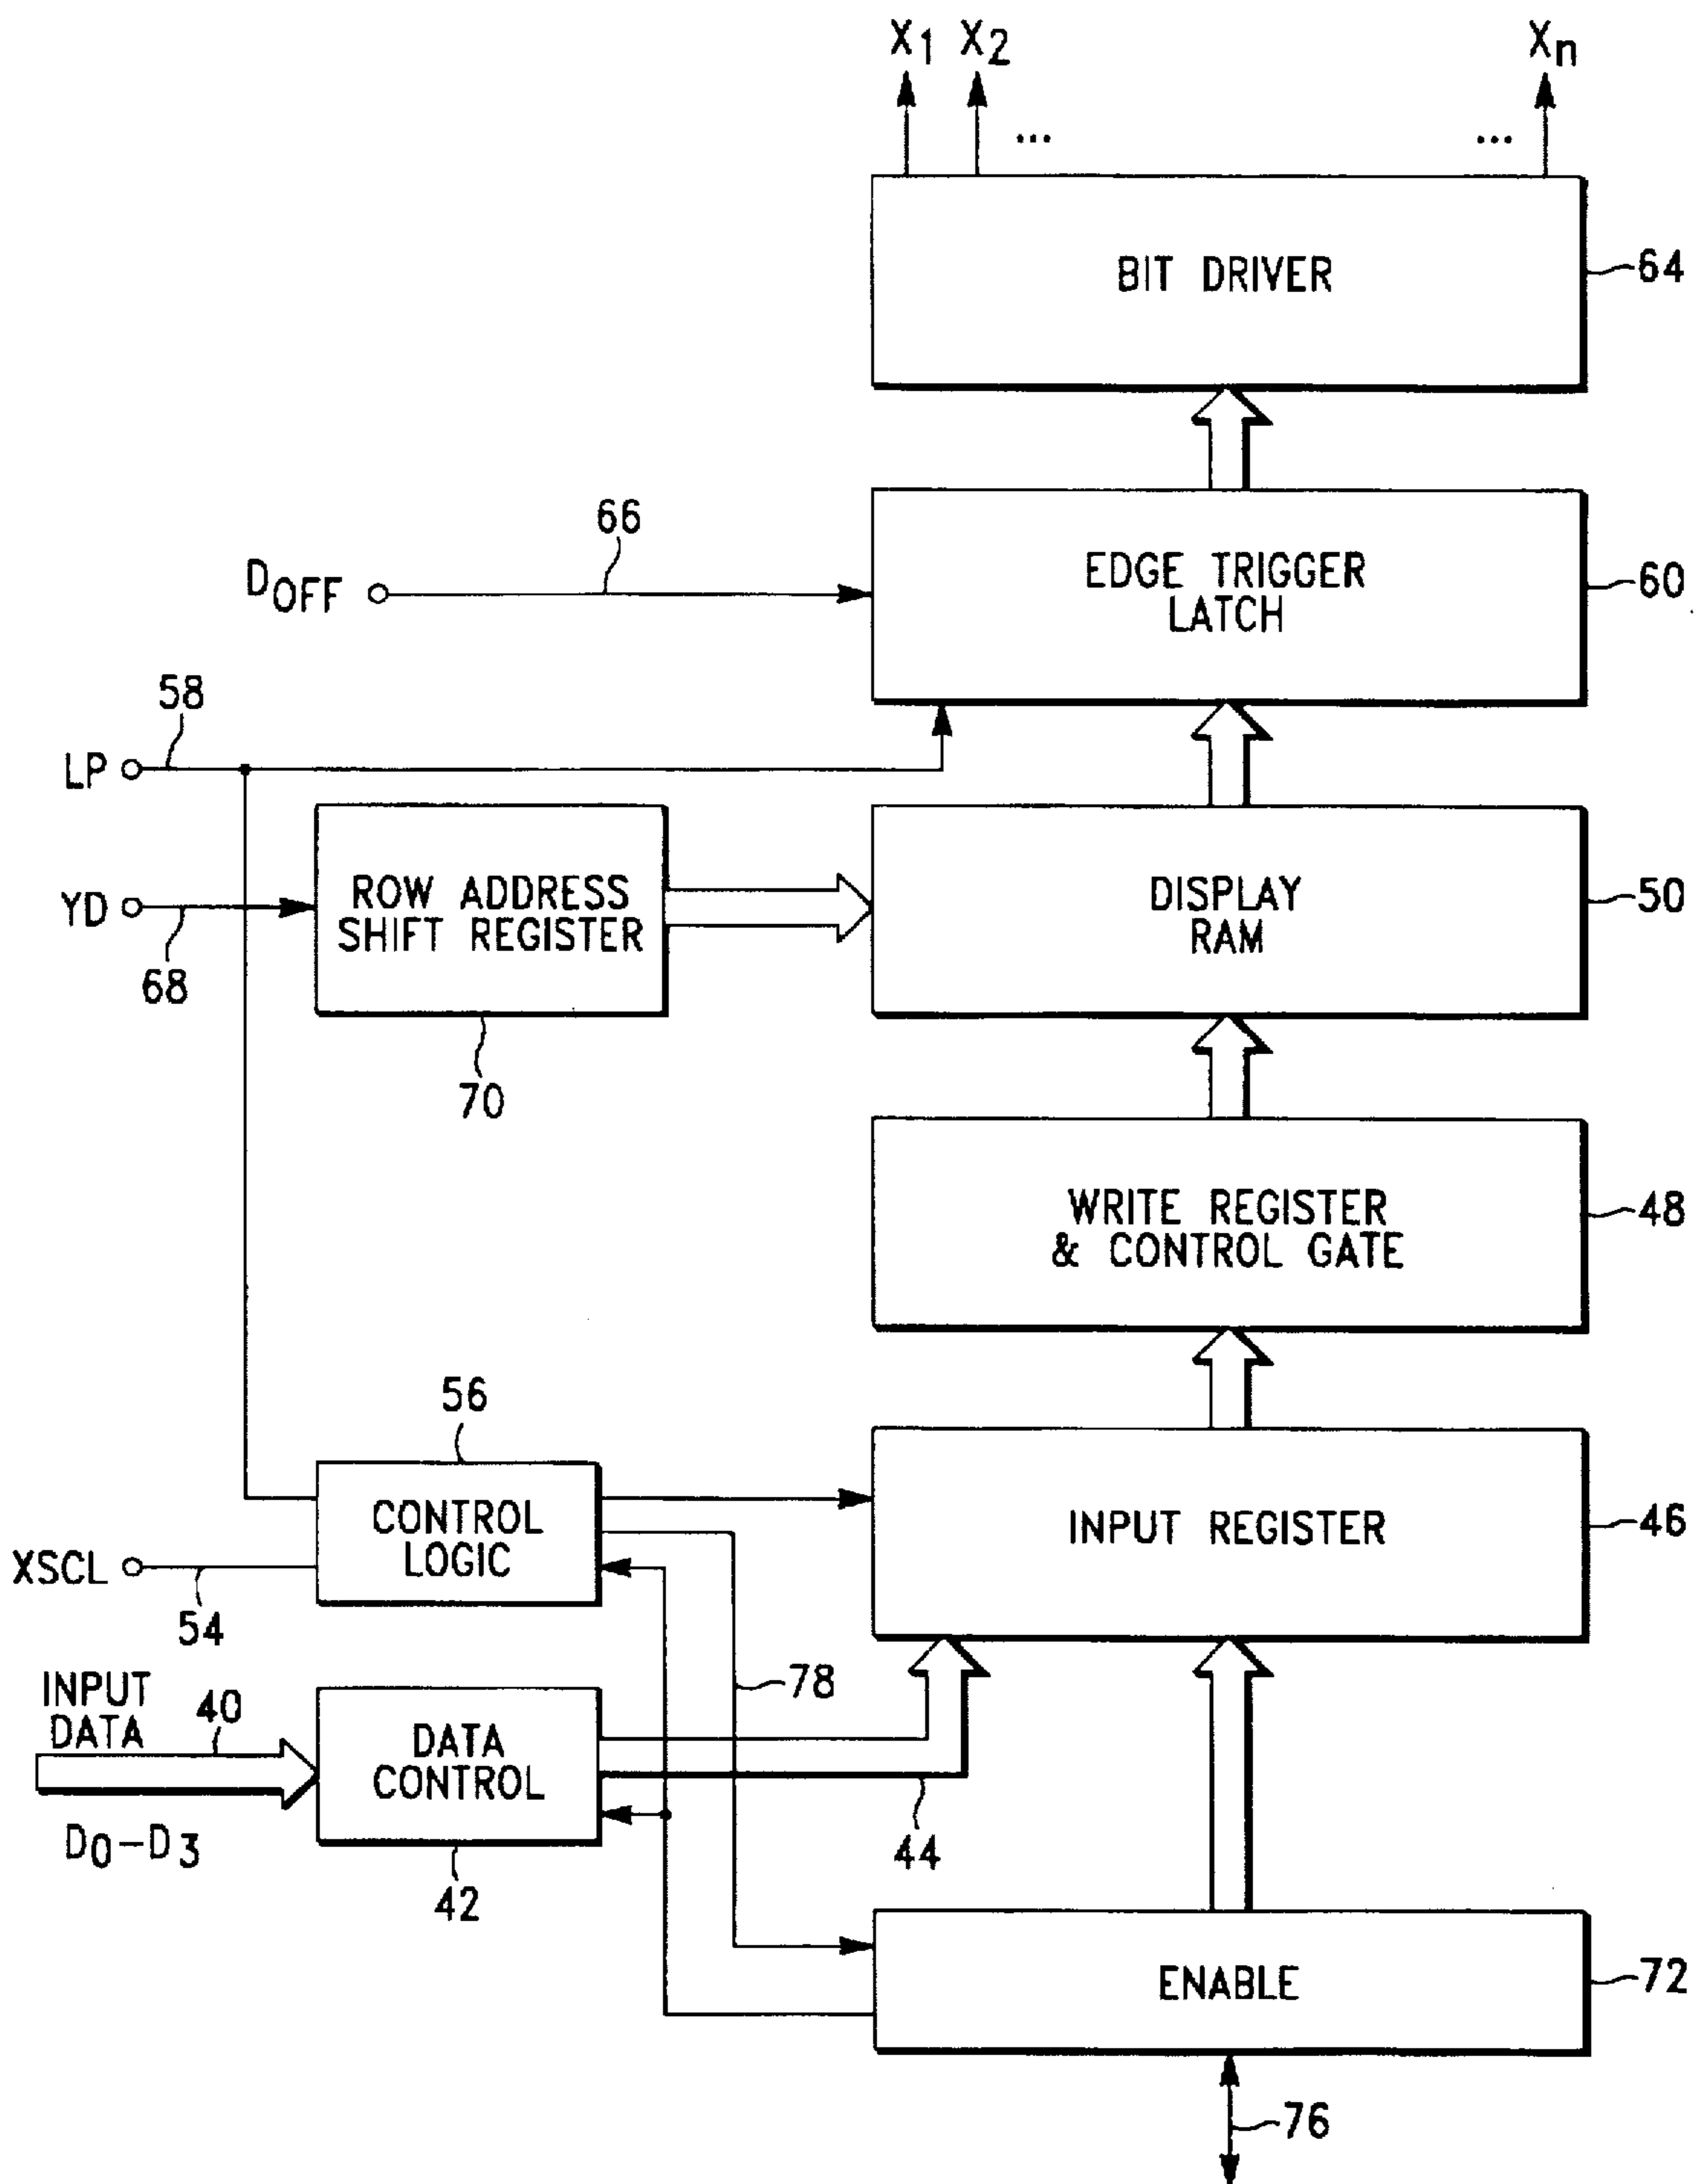 X1 X2 Xn
... ...
BIT DRIVER
64
66
DOFF
EDGE TRIGGER
LATCH
60
58
LP
YD
68
ROW ADDRESS
SHIFT REGISTER
70
DISPLAY
RAM
50
WRITE REGISTER
& CONTROL GATE
48
56
CONTROL
LOGIC
INPUT REGISTER
46
XSCL
54
INPUT
DATA
40
D0-D3
DATA
CONTROL
42
78
44
ENABLE
72
76